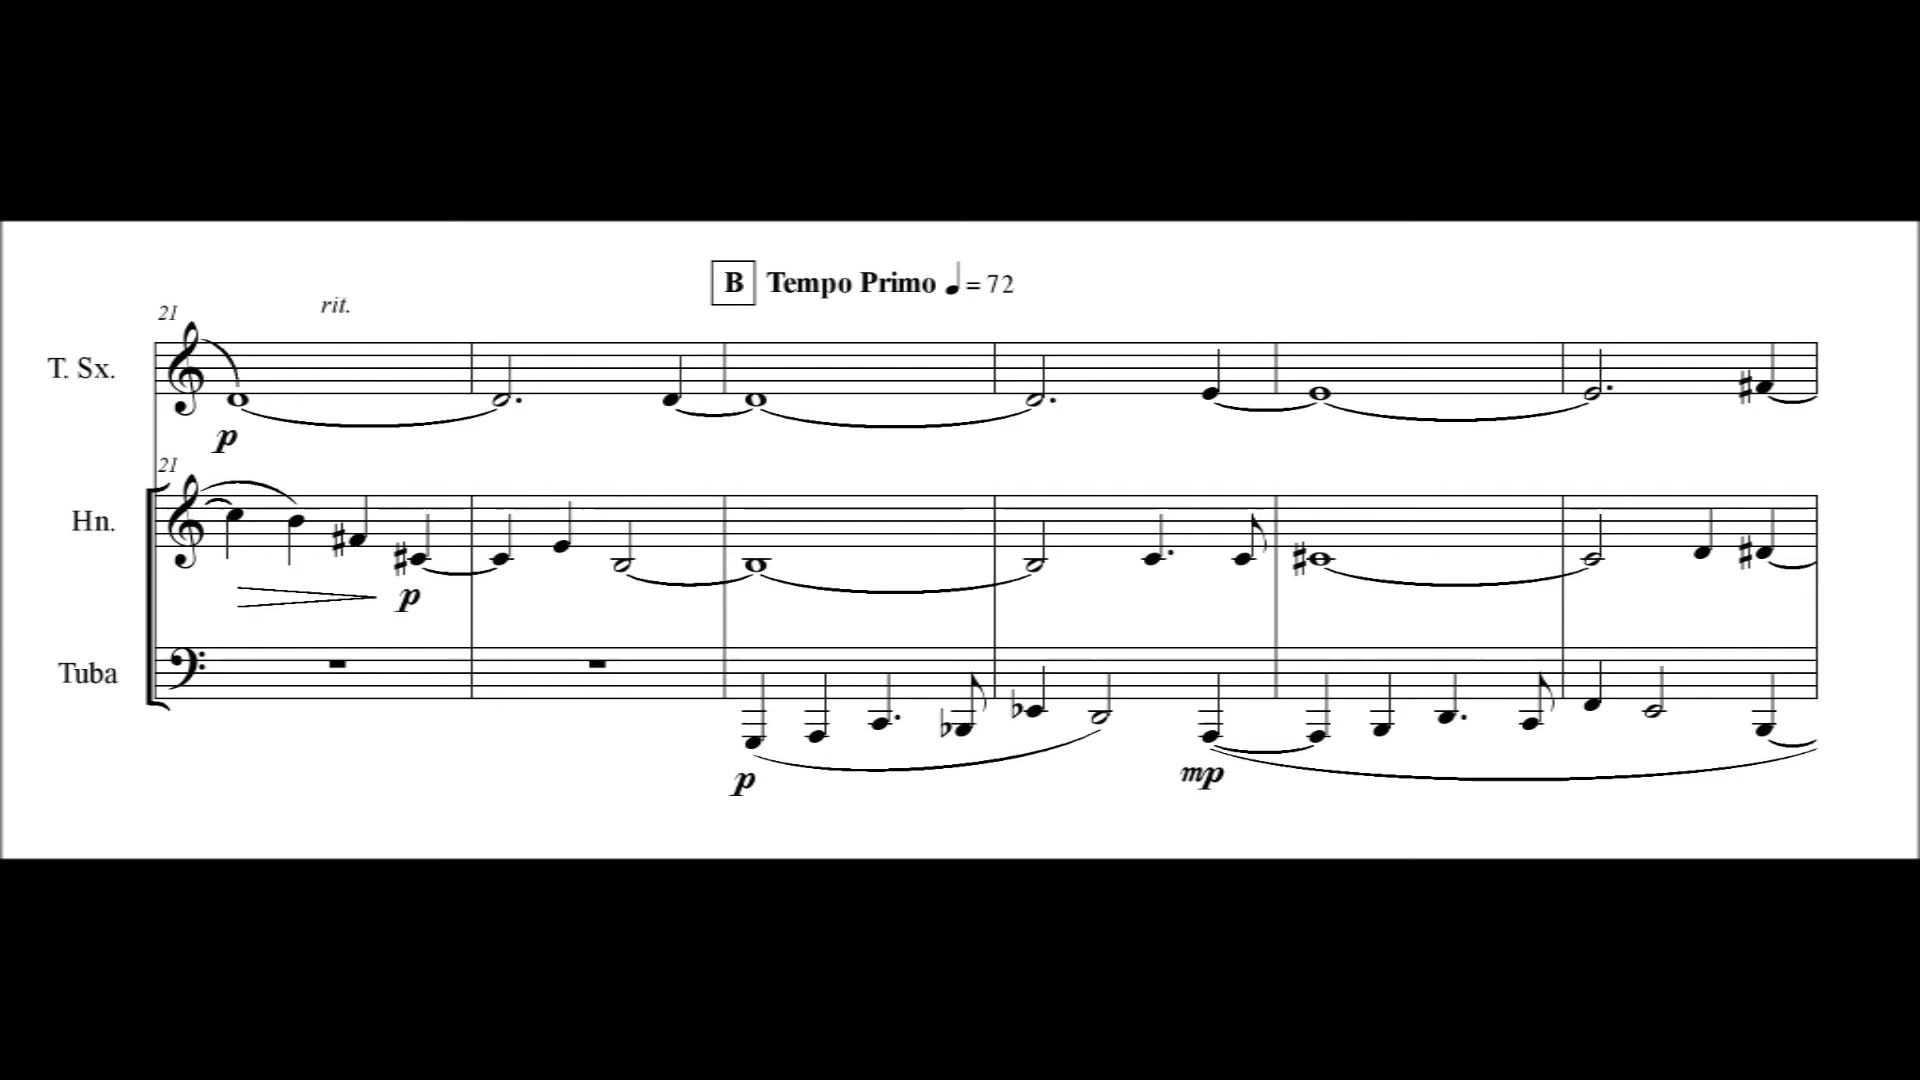 B Tempo Primo ♩ = 72
21 rit.
T. Sx.
p
21
Hn.
p
Tuba
p mp